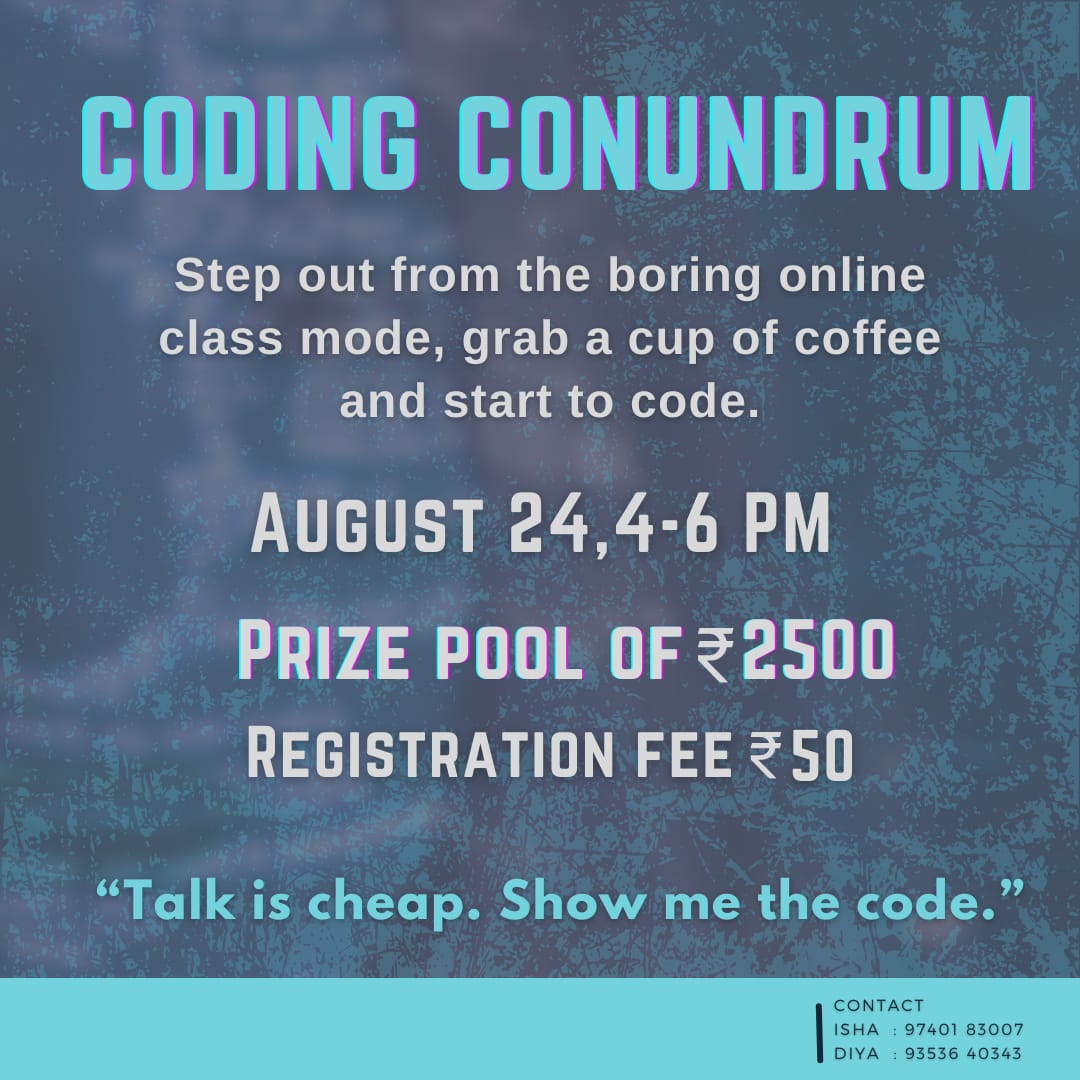 CODING CONUNDRUM
Step out from the boring online
class mode, grab a cup of coffee
and start to code.
AUGUST 24,4-6 PM
PRIZE POOL OF ₹2500
REGISTRATION FEE ₹50
“Talk is cheap. Show me the code.”
CONTACT
ISHA : 97401 83007
DIYA : 93536 40343